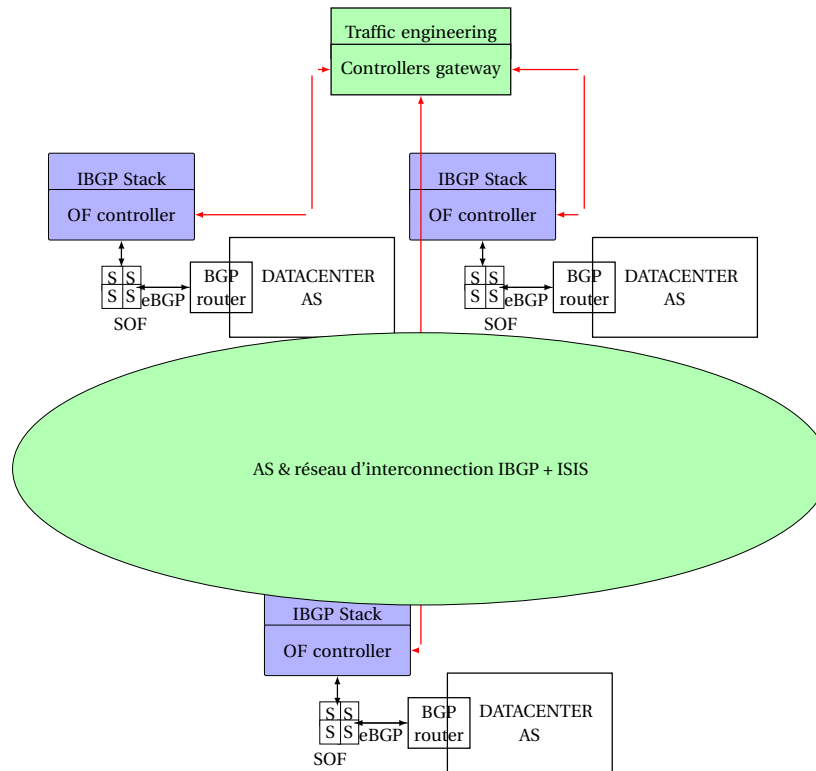 Traffic engineering
Controllers gateway
IBGP Stack
OF controller
IBGP Stack
OF controller
S S
S S
eBGP
SOF
BGP
router
DATACENTER
AS
S S
S S
eBGP
SOF
BGP
router
DATACENTER
AS
AS & réseau d'interconnection IBGP + ISIS
IBGP Stack
OF controller
S S
S S
eBGP
SOF
BGP
router
DATACENTER
AS